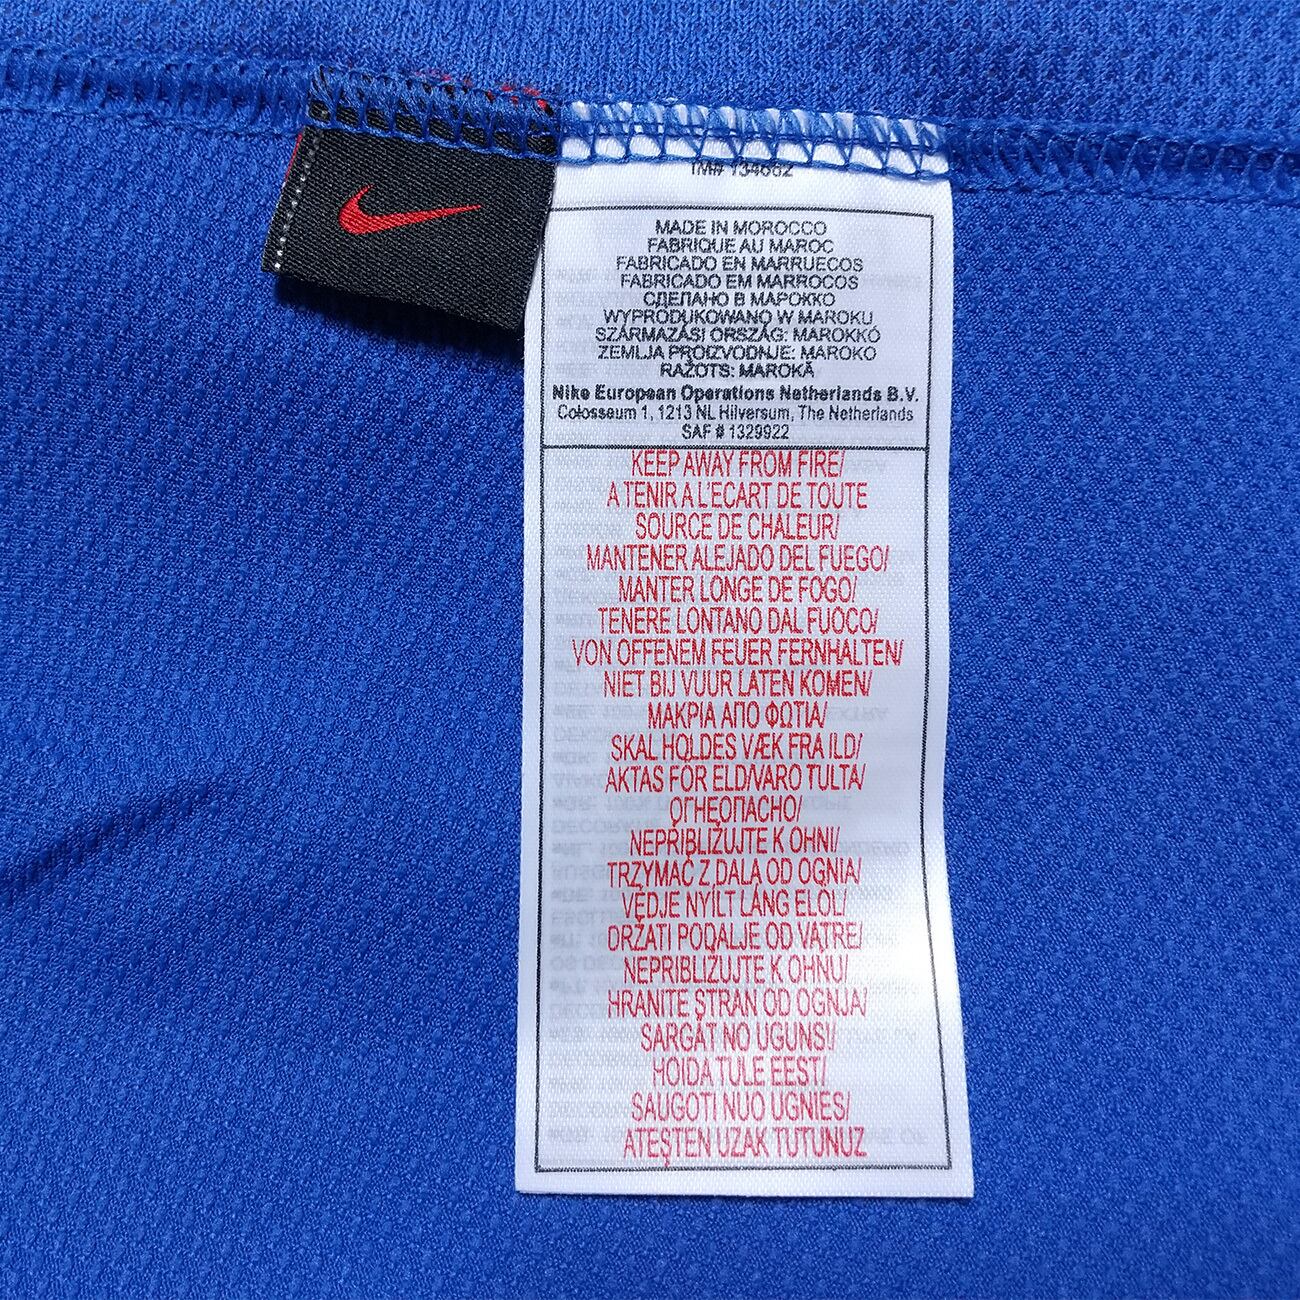 IM# 134662
MADE IN MOROCCO
FABRIQUE AU MAROC
FABRICADO EN MARRUECOS
FABRICADO EM MARROCOS
СДЕЛАНО В МАРОККО
WYPRODUKOWANO W MAROKU
SZÁRMAZÁSI ORSZÁG: MAROKKÓ
ZEMLJA PROIZVODNJE: MAROKO
RAŽOTS: MAROKĀ
Nike European Operations Netherlands B.V.
Colosseum 1, 1213 NL Hilversum, The Netherlands
SAF # 1329922
KEEP AWAY FROM FIRE/
A TENIR A L'ECART DE TOUTE
SOURCE DE CHALEUR/
MANTENER ALEJADO DEL FUEGO/
MANTER LONGE DE FOGO/
TENERE LONTANO DAL FUOCO/
VON OFFENEM FEUER FERNHALTEN/
NIET BIJ VUUR LATEN KOMEN/
ΜΑΚΡΙΑ ΑΠΟ ΦΩΤΙΑ/
SKAL HOLDES VÆK FRA ILD/
AKTAS FÖR ELD/VARO TULTA/
ОГНЕОПАСНО/
NEPŘIBLIŽUJTE K OHNI/
TRZYMAĆ Z DALA OD OGNIA/
VÉDJE NYÍLT LÁNG ELŐL/
DRŽATI PODALJE OD VATRE/
NEPRIBLIŽUJTE K OHŇU/
HRANITE STRAN OD OGNJA/
SARGĀT NO UGUNS!/
HOIDA TULE EEST/
SAUGOTI NUO UGNIES/
ATEŞTEN UZAK TUTUNUZ